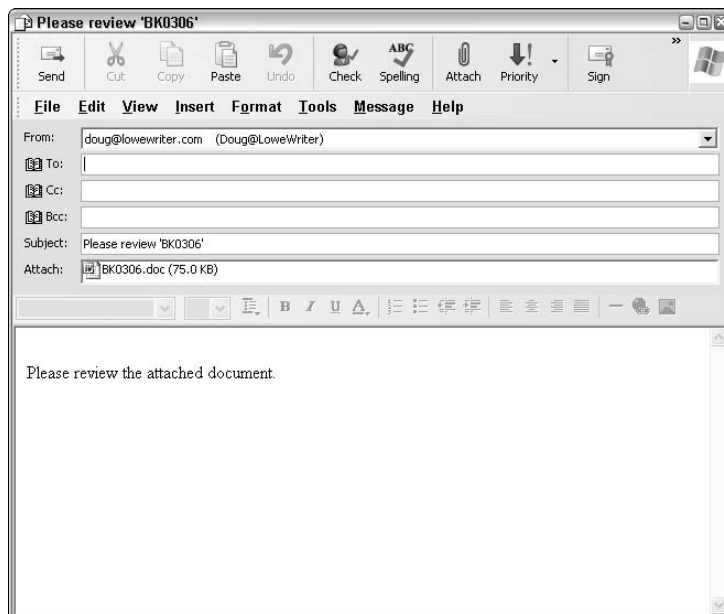 Please review 'BK0306'
Send Cut Copy Paste Undo Check ABC Spelling Attach Priority Sign »
File Edit View Insert Format Tools Message Help
From: doug@lowewriter.com (Doug@LoweWriter)
To:
Cc:
Bcc:
Subject: Please review 'BK0306'
Attach: BK0306.doc (75.0 KB)
B I U A
Please review the attached document.